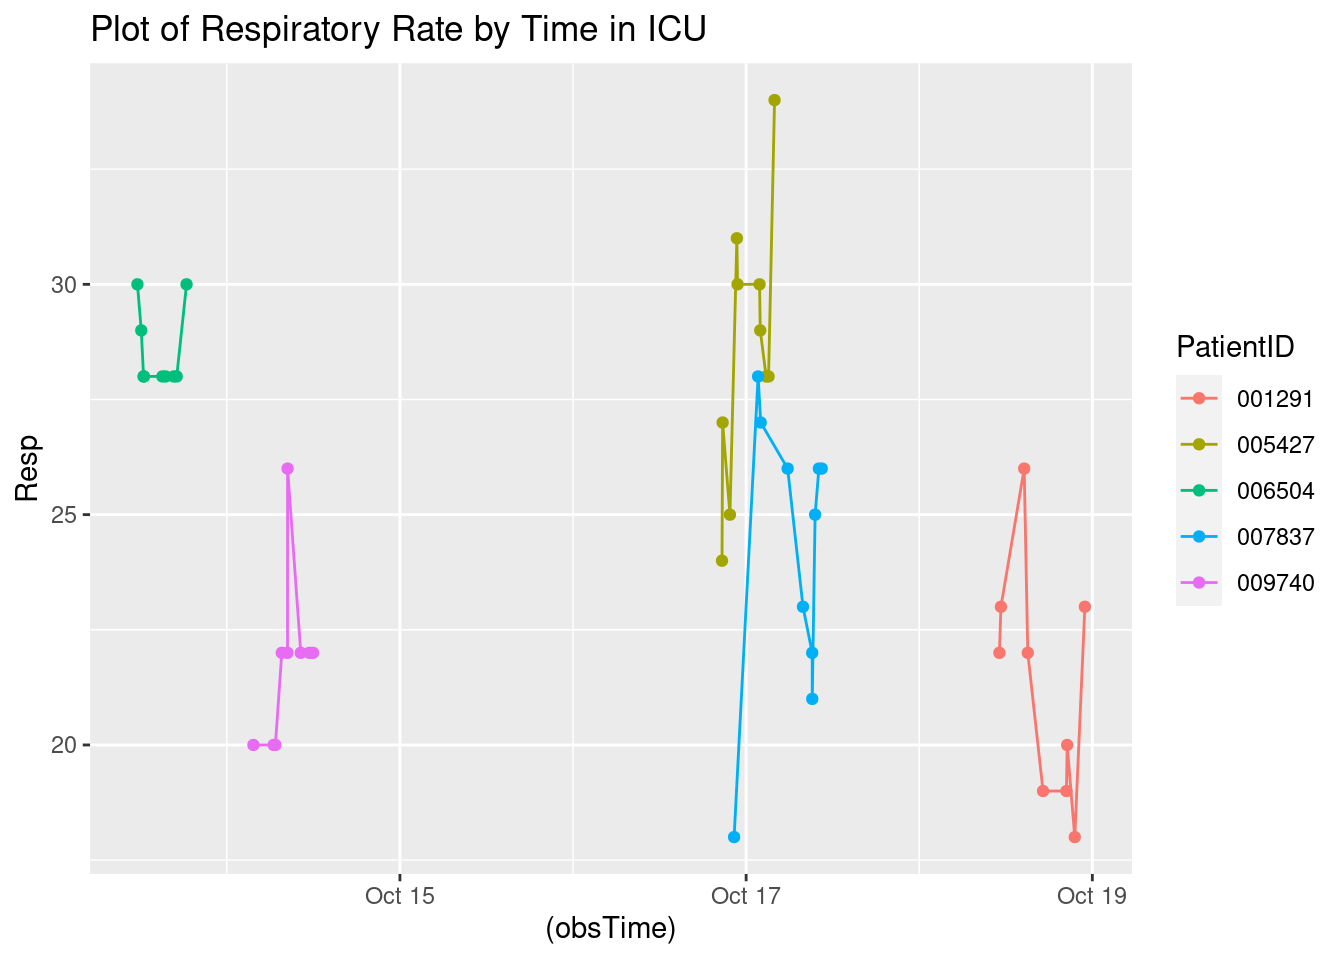 Plot of Respiratory Rate by Time in ICU
Resp
30
25
20
Oct 15
Oct 17
Oct 19
(obsTime)
PatientID
001291
005427
006504
007837
009740